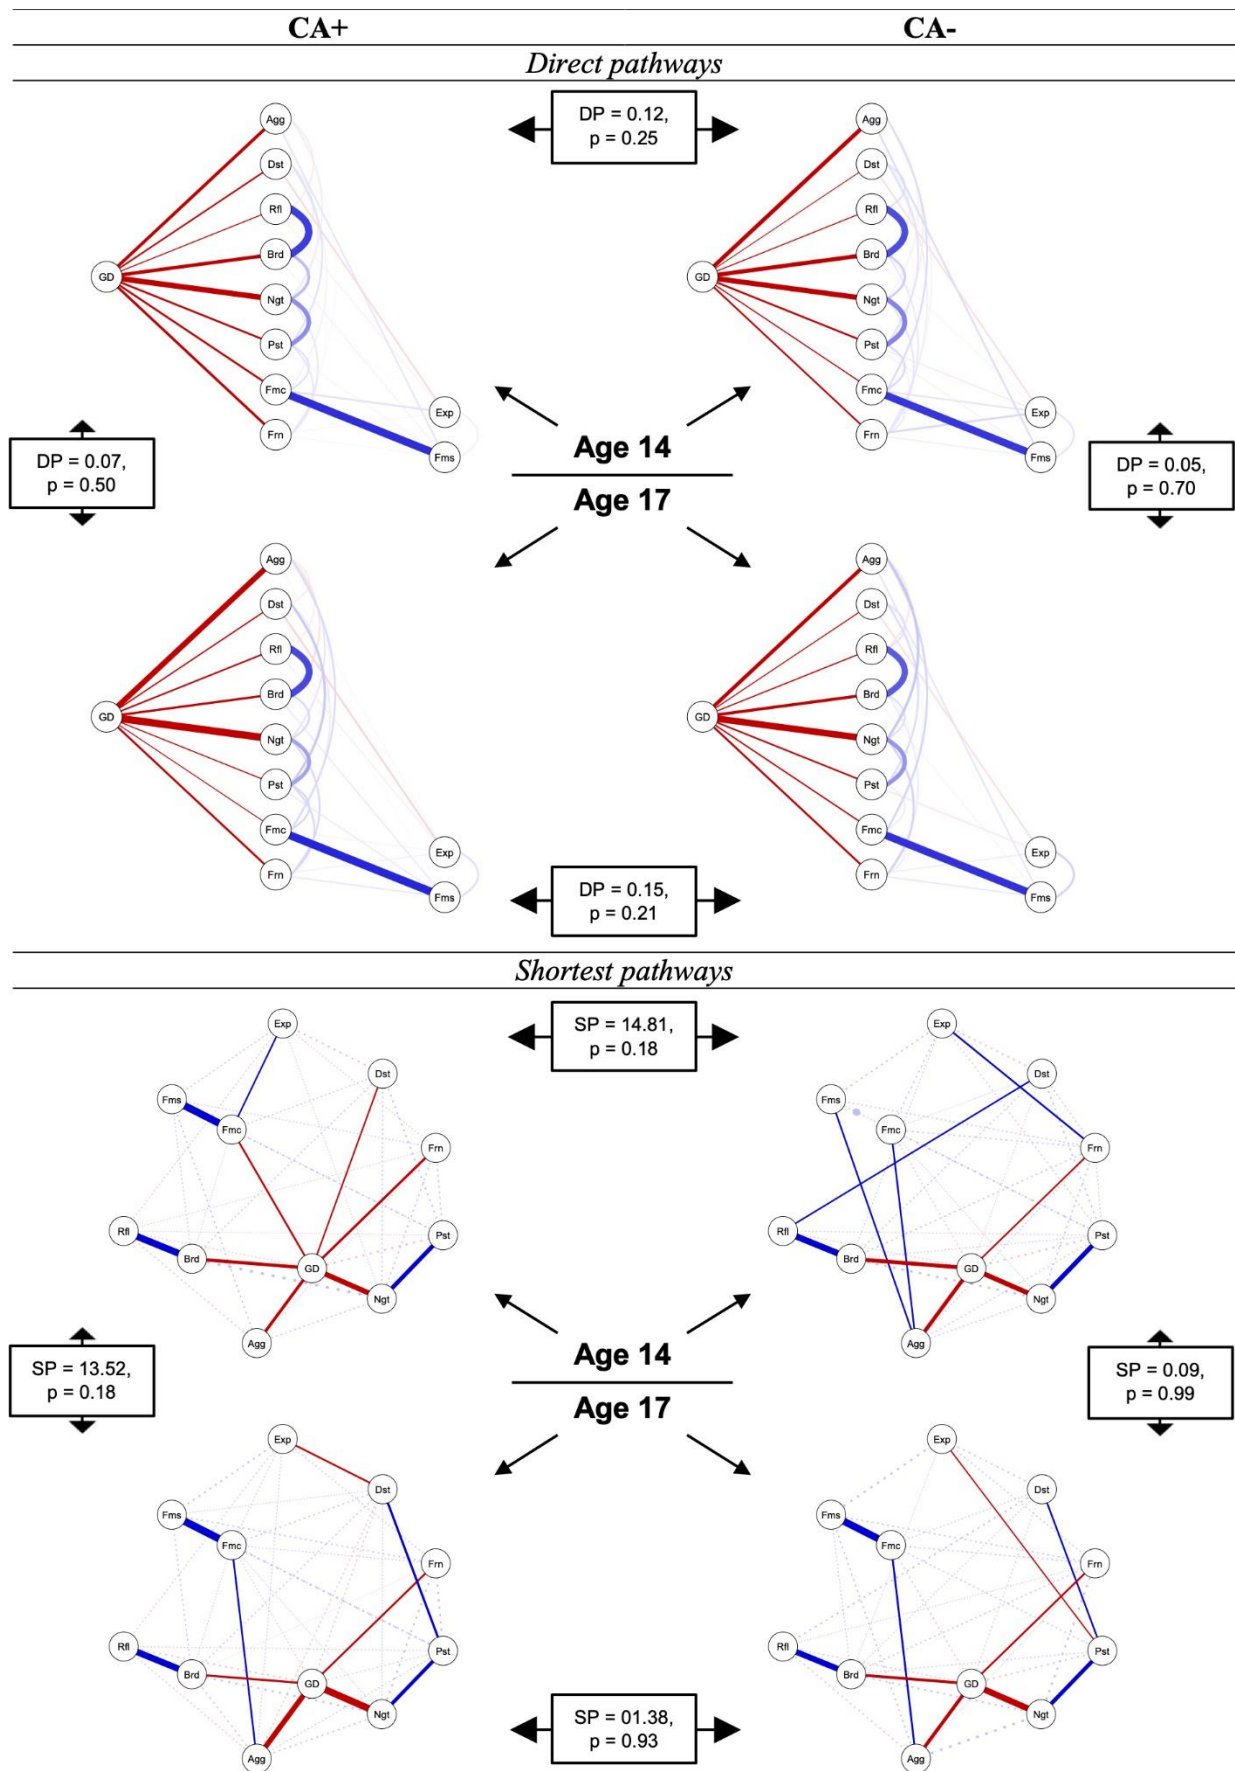 CA+ CA-
Direct pathways
DP = 0.12,
p = 0.25
Agg
Dst
Rfl
Brd
GD
Ngt
Pst
Fmc
Exp
Frn
Fms
Agg
Dst
Rfl
Brd
GD
Ngt
Pst
Fmc
Exp
Frn
Fms
Age 14
Age 17
DP = 0.07,
p = 0.50
DP = 0.05,
p = 0.70
Agg
Dst
Rfl
Brd
GD
Ngt
Pst
Fmc
Exp
Frn
Fms
Agg
Dst
Rfl
Brd
GD
Ngt
Pst
Fmc
Exp
Frn
Fms
DP = 0.15,
p = 0.21
Shortest pathways
SP = 14.81,
p = 0.18
Exp
Dst
Fms
Fmc
Frn
Rfl
Pst
Brd
GD
Ngt
Agg
Exp
Dst
Fms
Fmc
Frn
Rfl
Pst
Brd
GD
Ngt
Agg
Age 14
Age 17
SP = 13.52,
p = 0.18
SP = 0.09,
p = 0.99
Exp
Dst
Fms
Fmc
Frn
Rfl
Pst
Brd
GD
Ngt
Agg
Exp
Dst
Fms
Fmc
Frn
Rfl
Pst
Brd
GD
Ngt
Agg
SP = 01.38,
p = 0.93